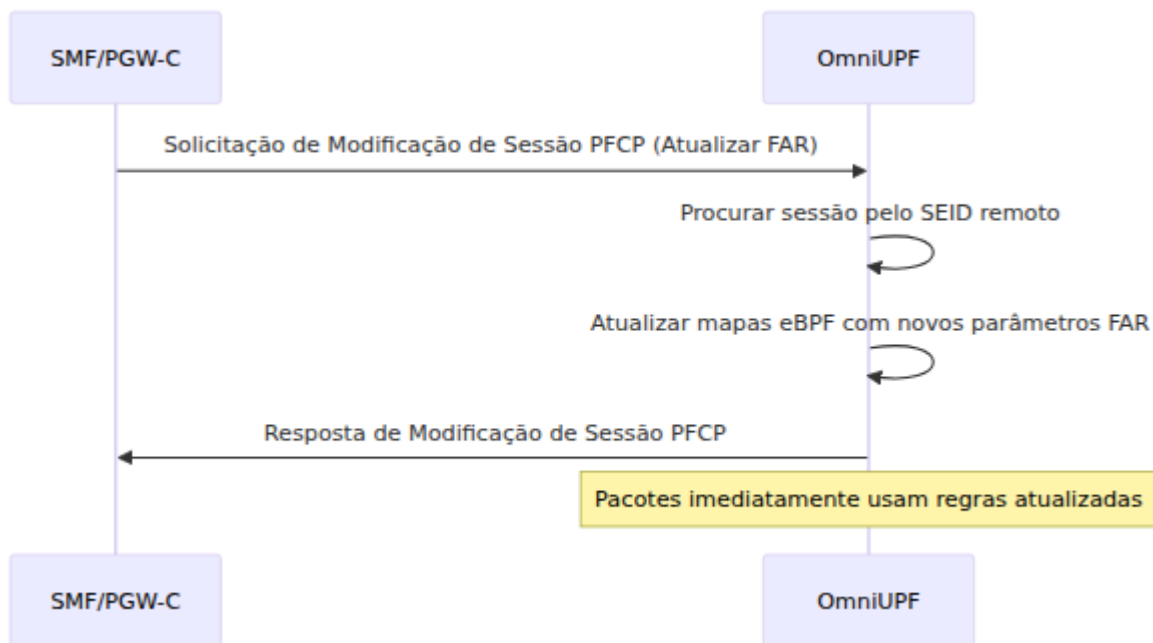 SMF/PGW-C
OmniUPF
Solicitação de Modificação de Sessão PFCP (Atualizar FAR)
Procurar sessão pelo SEID remoto
Atualizar mapas eBPF com novos parâmetros FAR
Resposta de Modificação de Sessão PFCP
Pacotes imediatamente usam regras atualizadas
SMF/PGW-C
OmniUPF